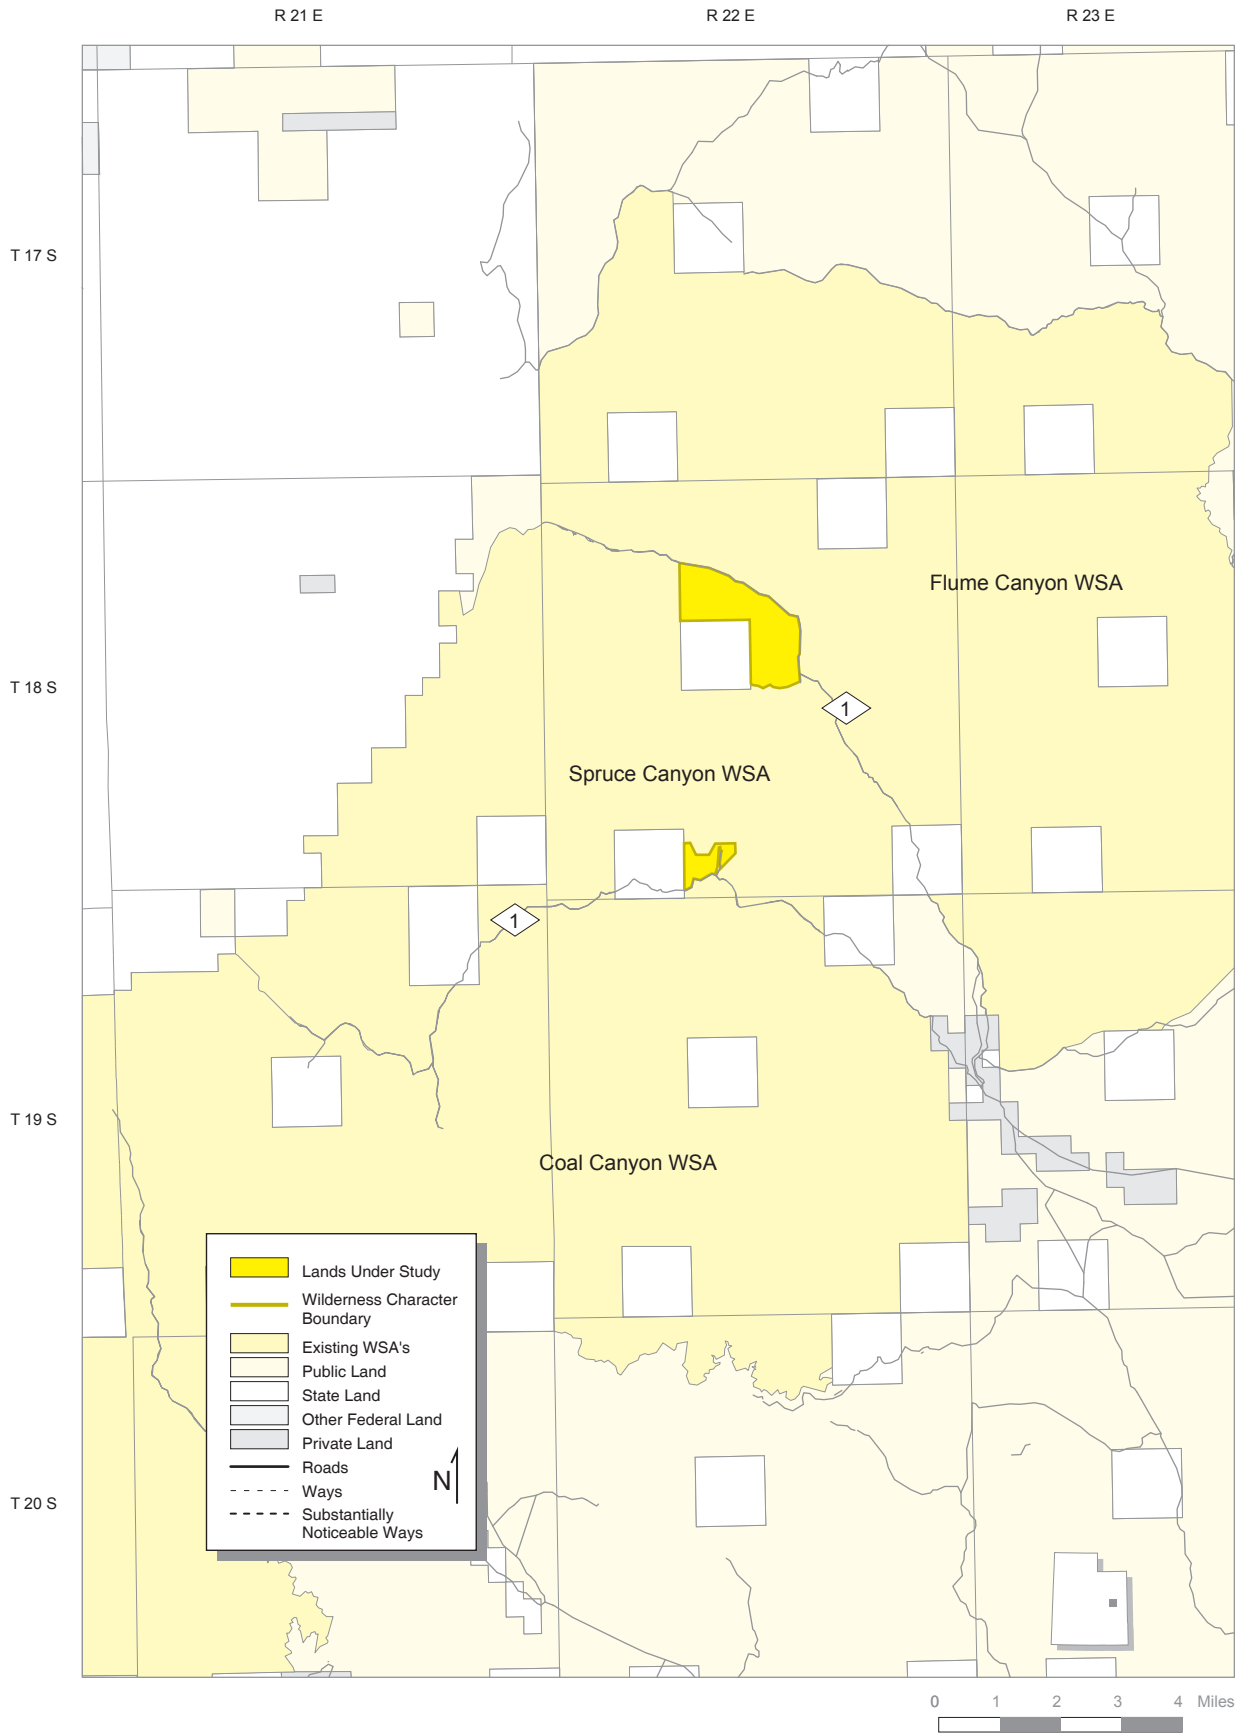 R 21 E
R 22 E
R 23 E
T 17 S
Flume Canyon WSA
T 18 S
1
Spruce Canyon WSA
1
T 19 S
Coal Canyon WSA
Lands Under Study
Wilderness Character
Boundary
Existing WSA's
Public Land
State Land
Other Federal Land
Private Land
Roads
N
Ways
Substantially
Noticeable Ways
T 20 S
0 1 2 3 4 Miles